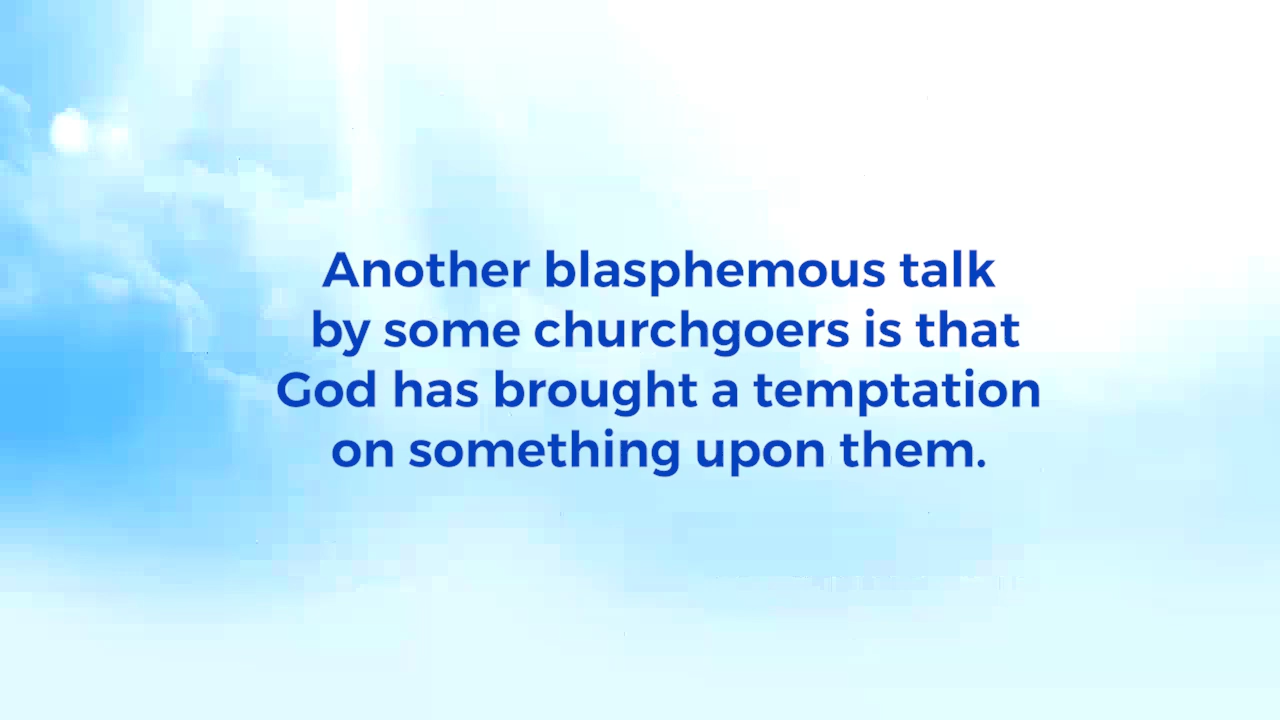 Another blasphemous talk
by some churchgoers is that
God has brought a temptation
on something upon them.